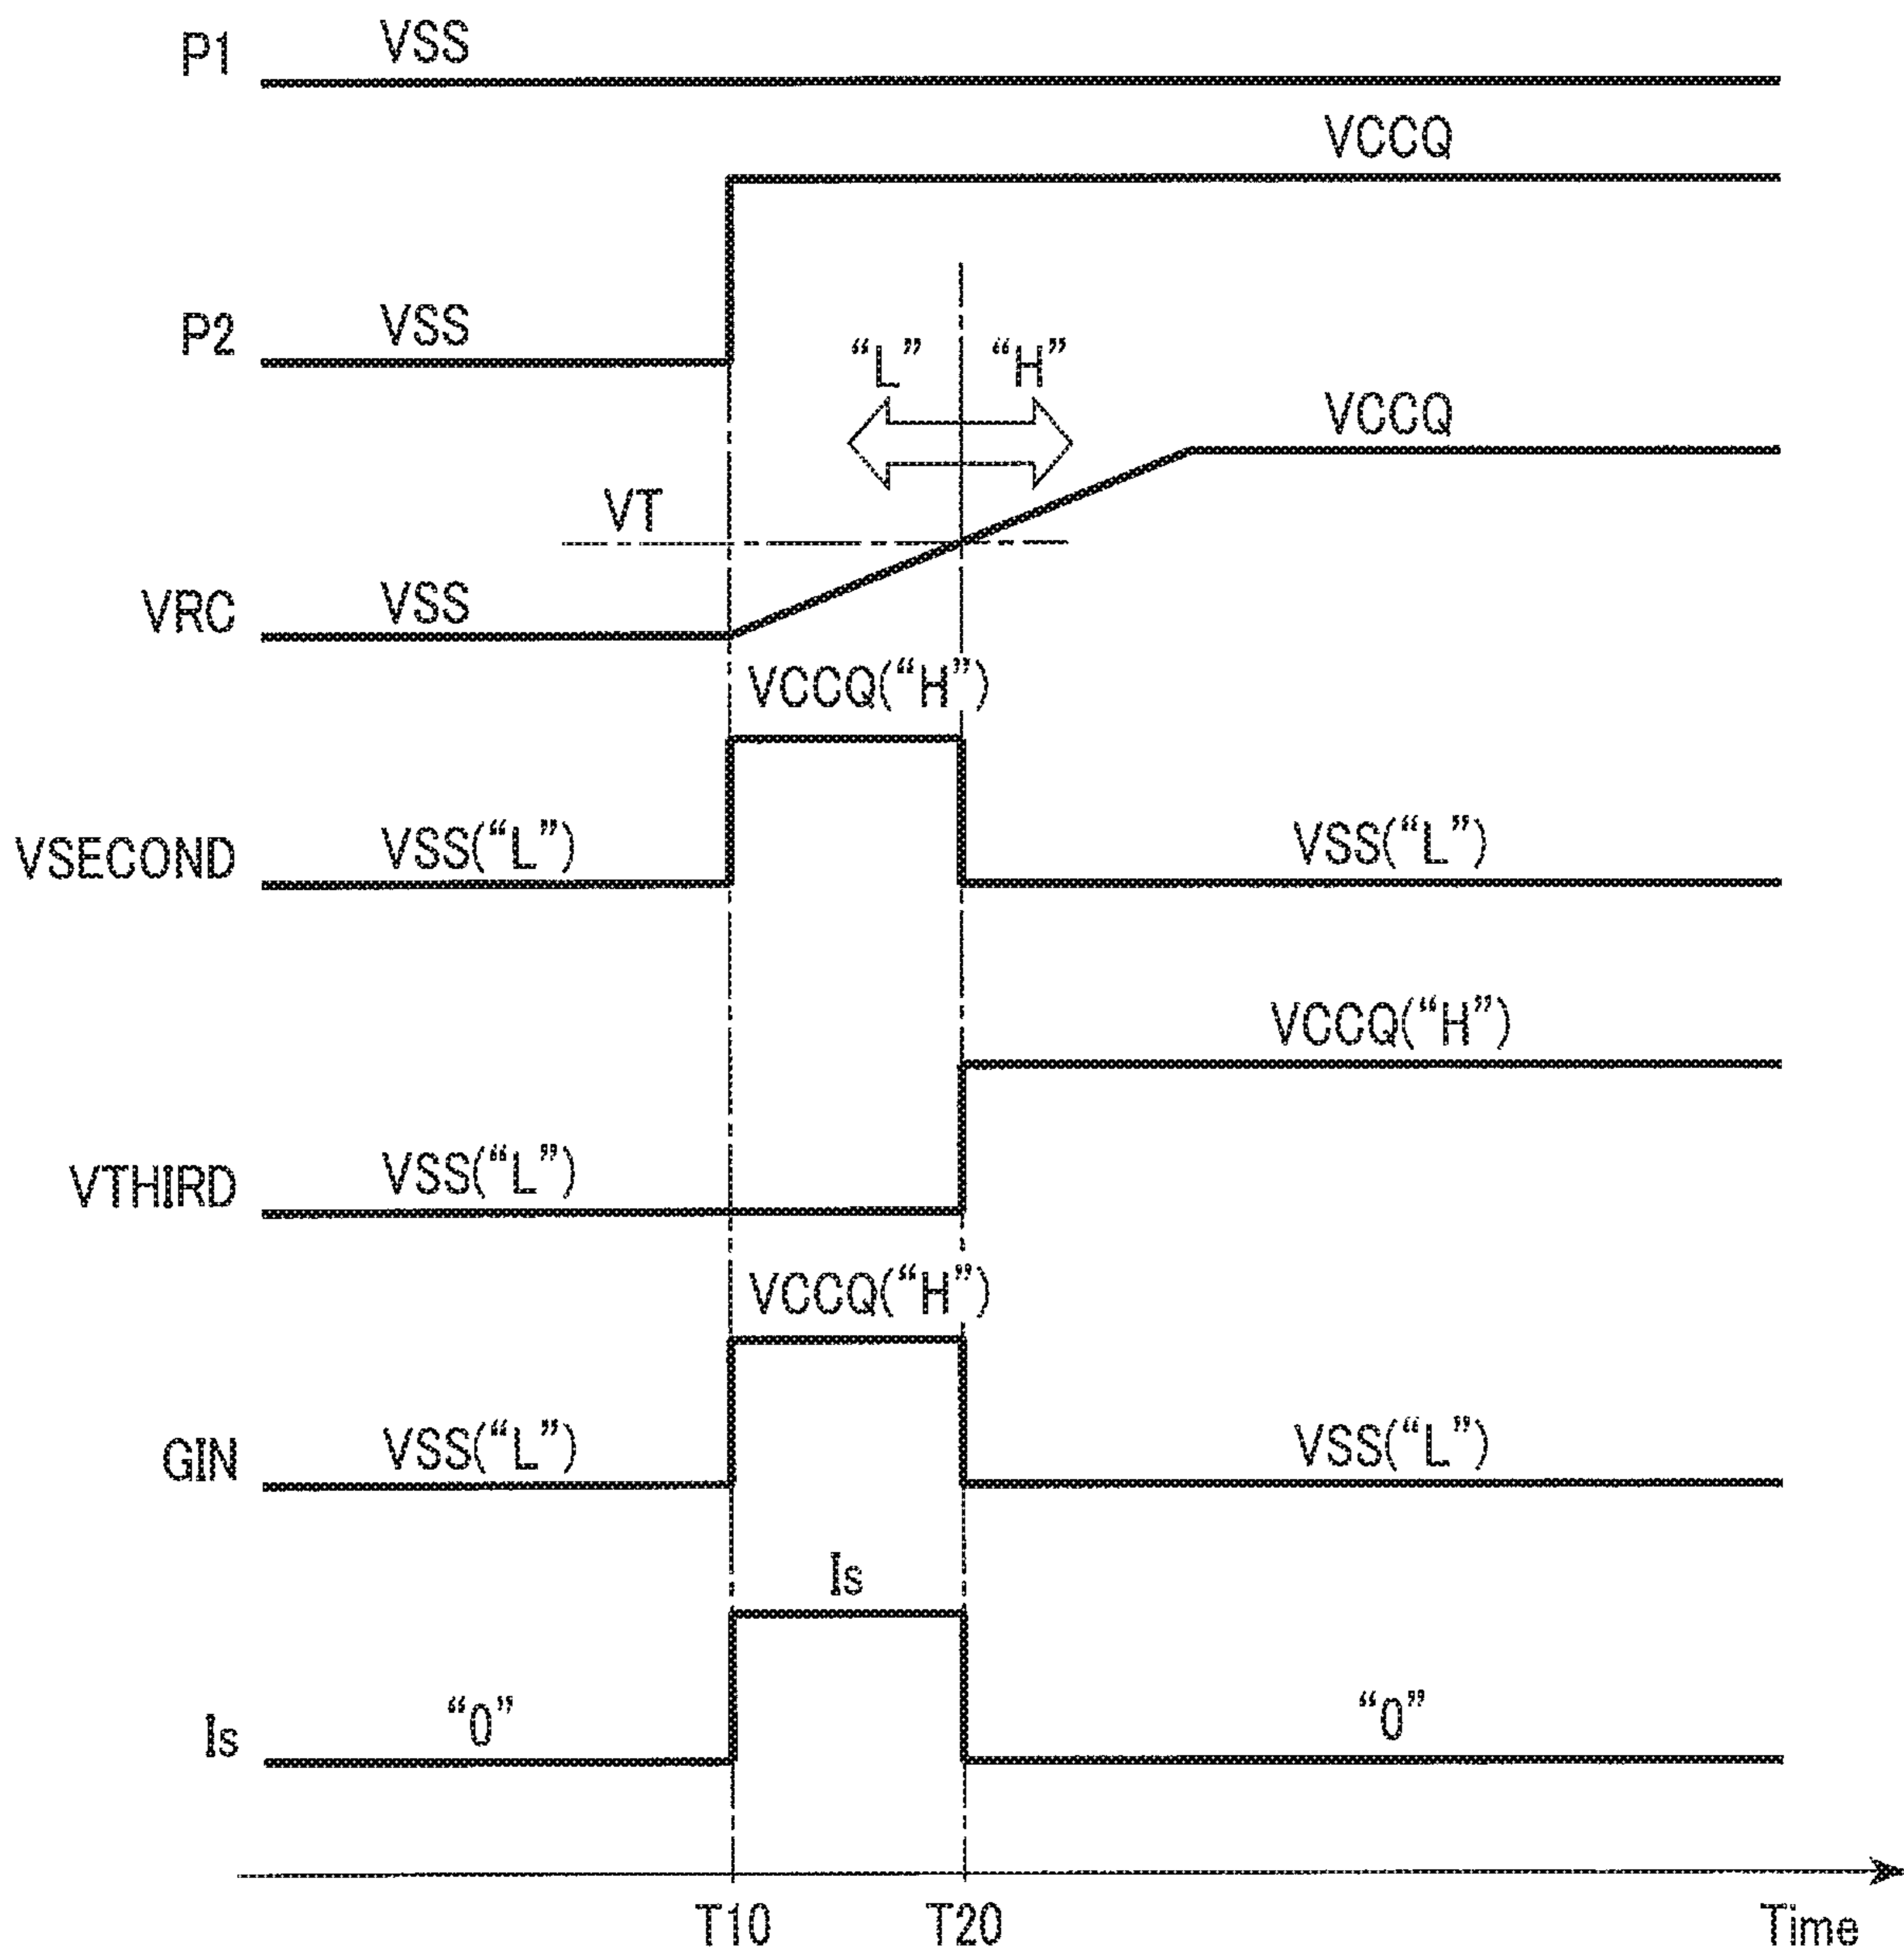 P1 VSS
VCCQ
P2 VSS
“L” “H”
VCCQ
VT
VRC VSS
VCCQ(“H”)
VSECOND VSS(“L”) VSS(“L”)
VCCQ(“H”)
VTHIRD VSS(“L”)
VCCQ(“H”)
GIN VSS(“L”) VSS(“L”)
Is
Is “0” “0”
T10 T20 Time